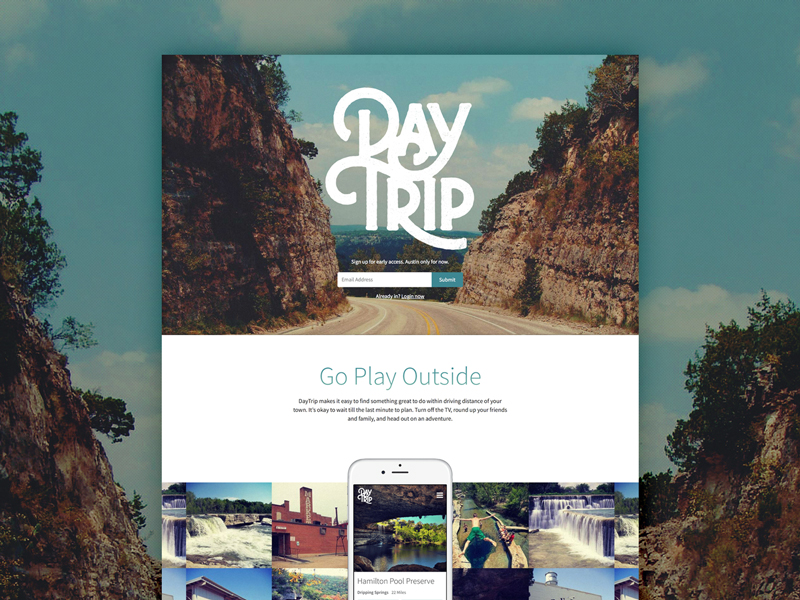 DAY
TRIP
Sign up for early access. Austin only for now.
Email Address
Submit
Already in? Login now
Go Play Outside
DayTrip makes it easy to find something great to do within driving distance of your
town. It's okay to wait till the last minute to plan. Turn off the TV, round up your friends
and family, and head out on an adventure.
DAY
TRIP
Hamilton Pool Preserve
Dripping Springs 22 Miles